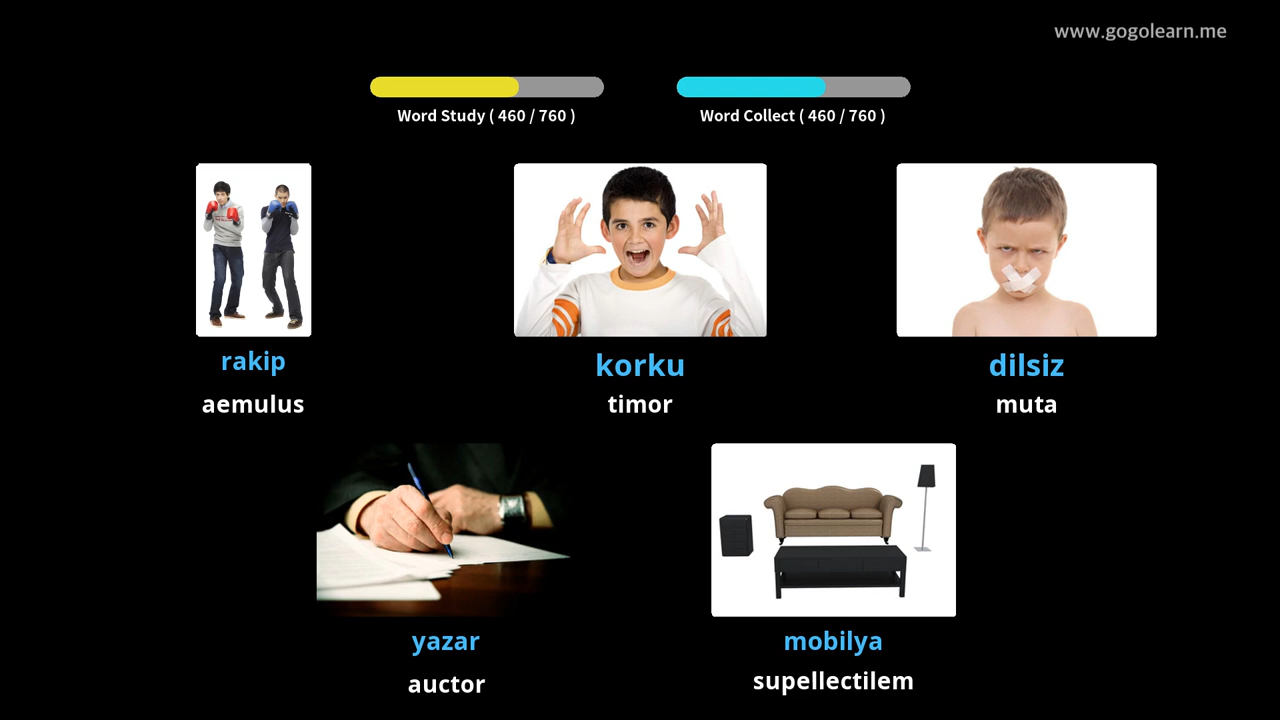 www.gogolearn.me
Word Study ( 460 / 760 )
Word Collect ( 460 / 760 )
rakip
korku
dilsiz
aemulus
timor
muta
yazar
mobilya
auctor
supellectilem